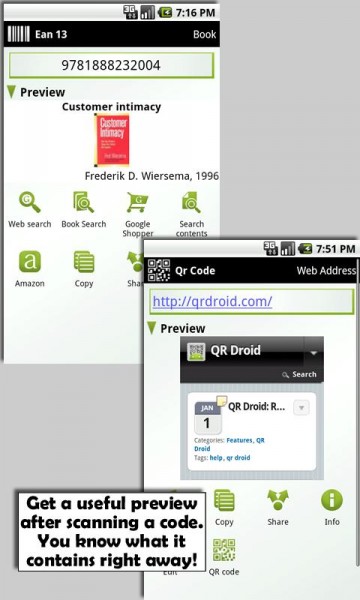 7:16 PM
Ean 13 Book
9781888232004
Preview
Customer intimacy
Customer
Intimacy
Frederik D. Wiersema, 1996
Web search Book Search Google Shopper Search contents
Amazon Copy Shar
7:51 PM
Qr Code Web Address
http://qrdroid.com/
Preview
QR Droid
Search
JAN
1
QR Droid: R...
Categories: Features, QR
Droid
Tags: help, qr droid
Copy Share Info
Edit QR code
Get a useful preview
after scanning a code.
You know what it
contains right away!